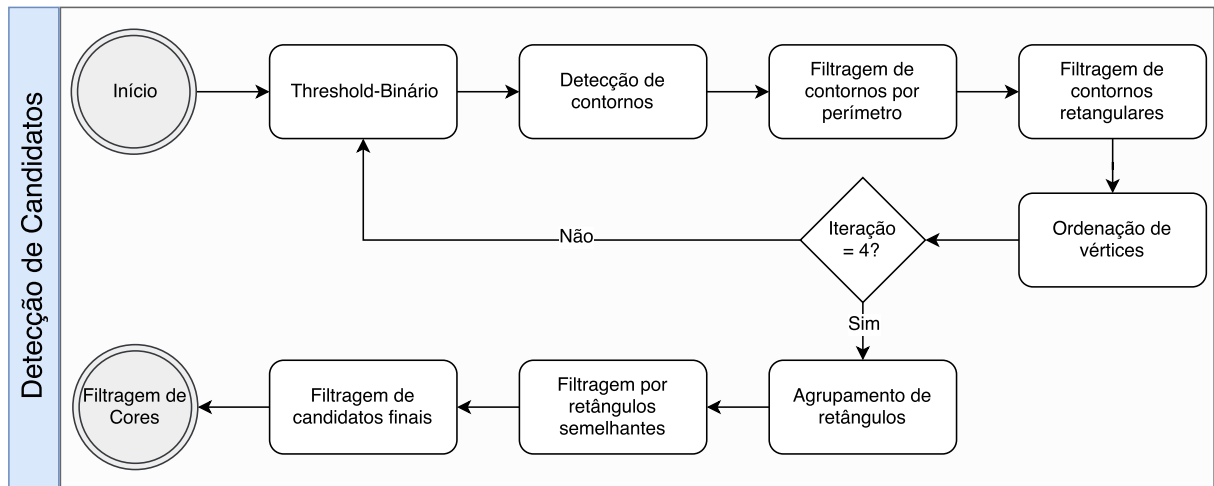 Detecção de Candidatos
Início
Threshold-Binário
Detecção de
contornos
Filtragem de
contornos por
perímetro
Filtragem de
contornos
retangulares
Ordenação de
vértices
Iteração
= 4?
Não
Sim
Agrupamento de
retângulos
Filtragem por
retângulos
semelhantes
Filtragem de
candidatos finais
Filtragem de
Cores